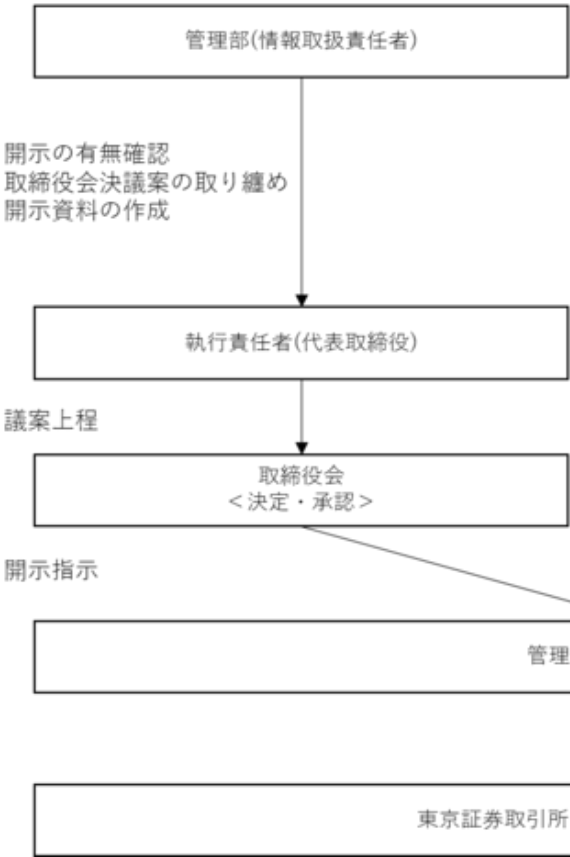 管理部(情報取扱責任者)
開示の有無確認
取締役会決議案の取り纏め
開示資料の作成
執行責任者(代表取締役)
議案上程
取締役会
<決定・承認>
開示指示
管理
東京証券取引所